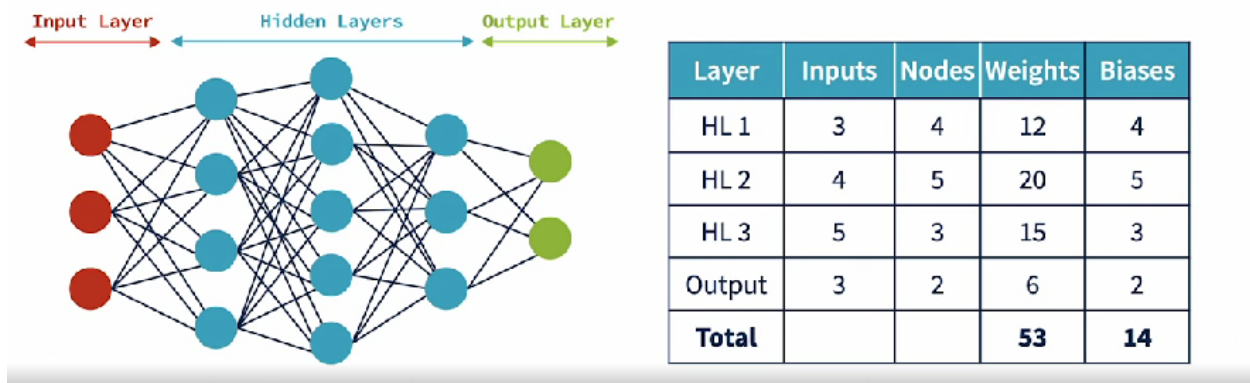 Input Layer Hidden Layers Output Layer
Layer Inputs Nodes Weights Biases
HL 1 3 4 12 4
HL 2 4 5 20 5
HL 3 5 3 15 3
Output 3 2 6 2
Total 53 14